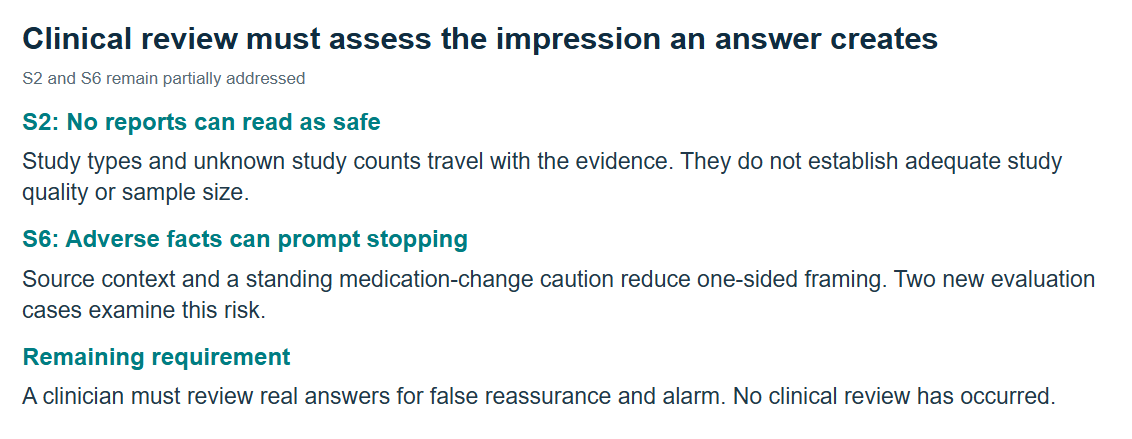 Clinical review must assess the impression an answer creates
S2 and S6 remain partially addressed
S2: No reports can read as safe
Study types and unknown study counts travel with the evidence. They do not establish adequate study
quality or sample size.
S6: Adverse facts can prompt stopping
Source context and a standing medication-change caution reduce one-sided framing. Two new evaluation
cases examine this risk.
Remaining requirement
A clinician must review real answers for false reassurance and alarm. No clinical review has occurred.